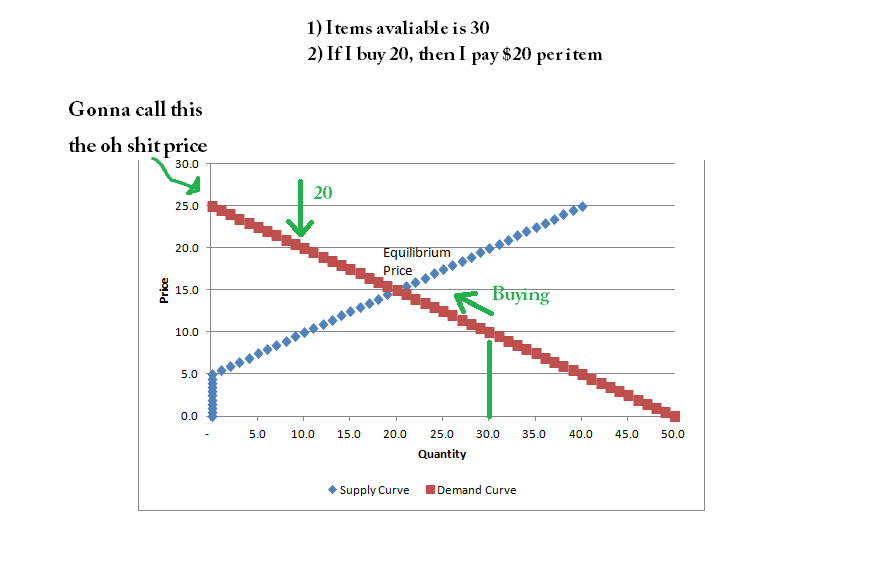 1) Items avaliable is 30
2) If I buy 20, then I pay $20 per item
Gonna call this
the oh shit price
30.0
25.0
20.0
15.0
10.0
5.0
0.0
Price
20
Equilibrium
Price
Buying
- 5.0 10.0 15.0 20.0 25.0 30.0 35.0 40.0 45.0 50.0
Quantity
Supply Curve Demand Curve